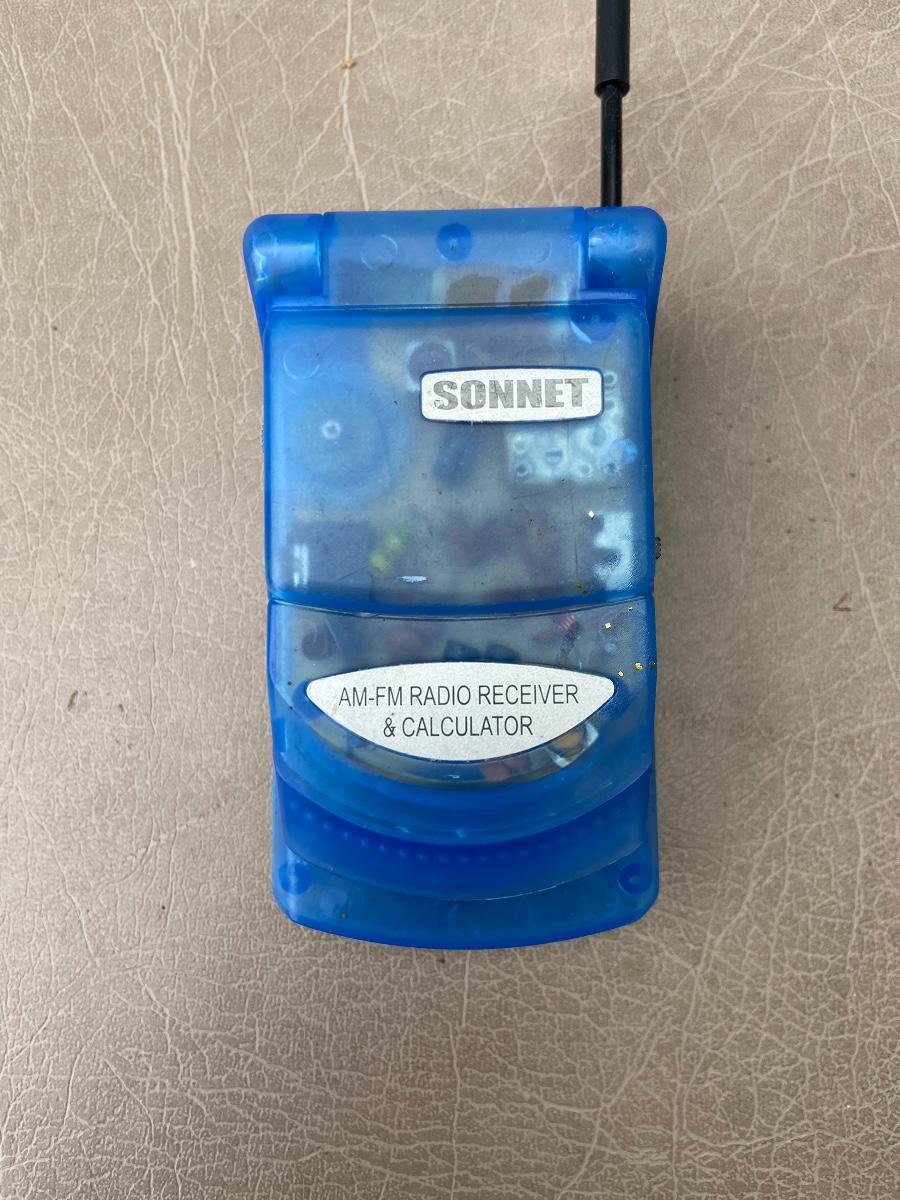 SONNET
AM-FM RADIO RECEIVER
& CALCULATOR